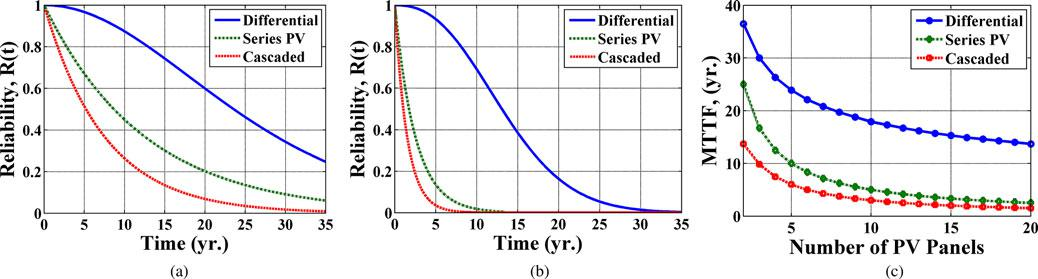 1
0.8
0.6
0.4
0.2
0
Reliability, R(t)
Differential
Series PV
Cascaded
0 5 10 15 20 25 30 35
Time (yr.)
(a)
1
0.8
0.6
0.4
0.2
0
Reliability, R(t)
Differential
Series PV
Cascaded
0 5 10 15 20 25 30 35
Time (yr.)
(b)
40
30
20
10
0
MTTF, (yr.)
Differential
Series PV
Cascaded
5 10 15 20
Number of PV Panels
(c)